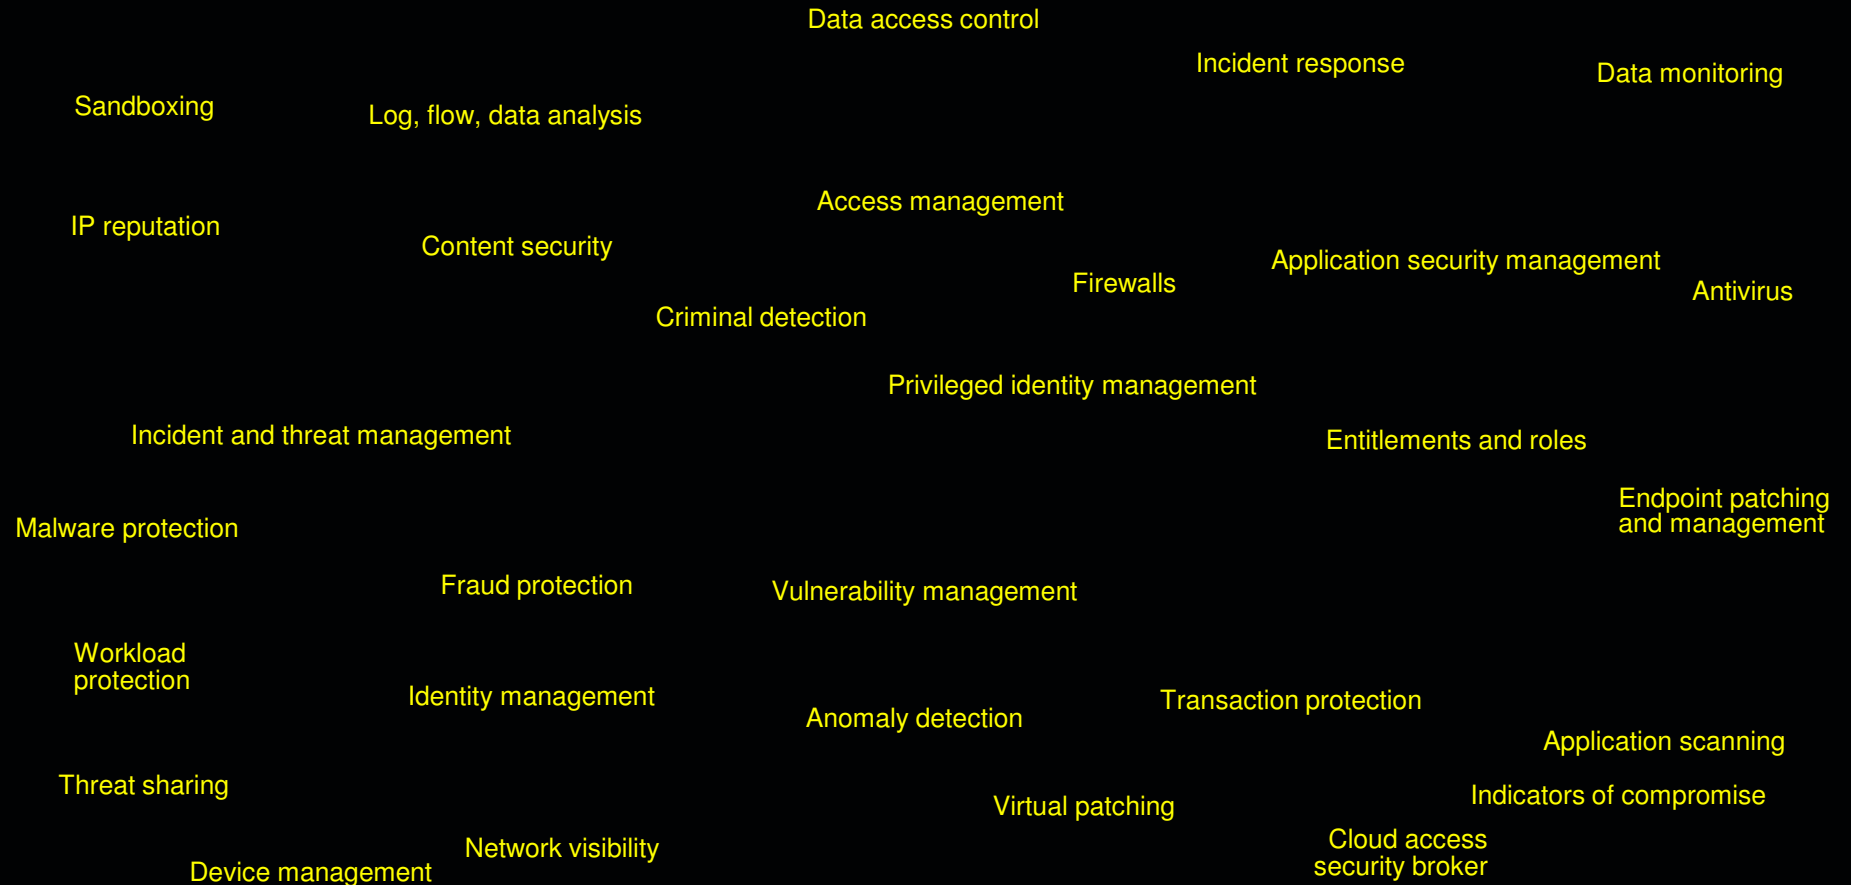 Data access control
Incident response
Data monitoring
Sandboxing
Log, flow, data analysis
Access management
IP reputation
Content security
Application security management
Firewalls
Antivirus
Criminal detection
Privileged identity management
Incident and threat management
Entitlements and roles
Endpoint patching
and management
Malware protection
Fraud protection
Vulnerability management
Workload
protection
Identity management
Transaction protection
Anomaly detection
Application scanning
Threat sharing
Indicators of compromise
Virtual patching
Cloud access
security broker
Network visibility
Device management